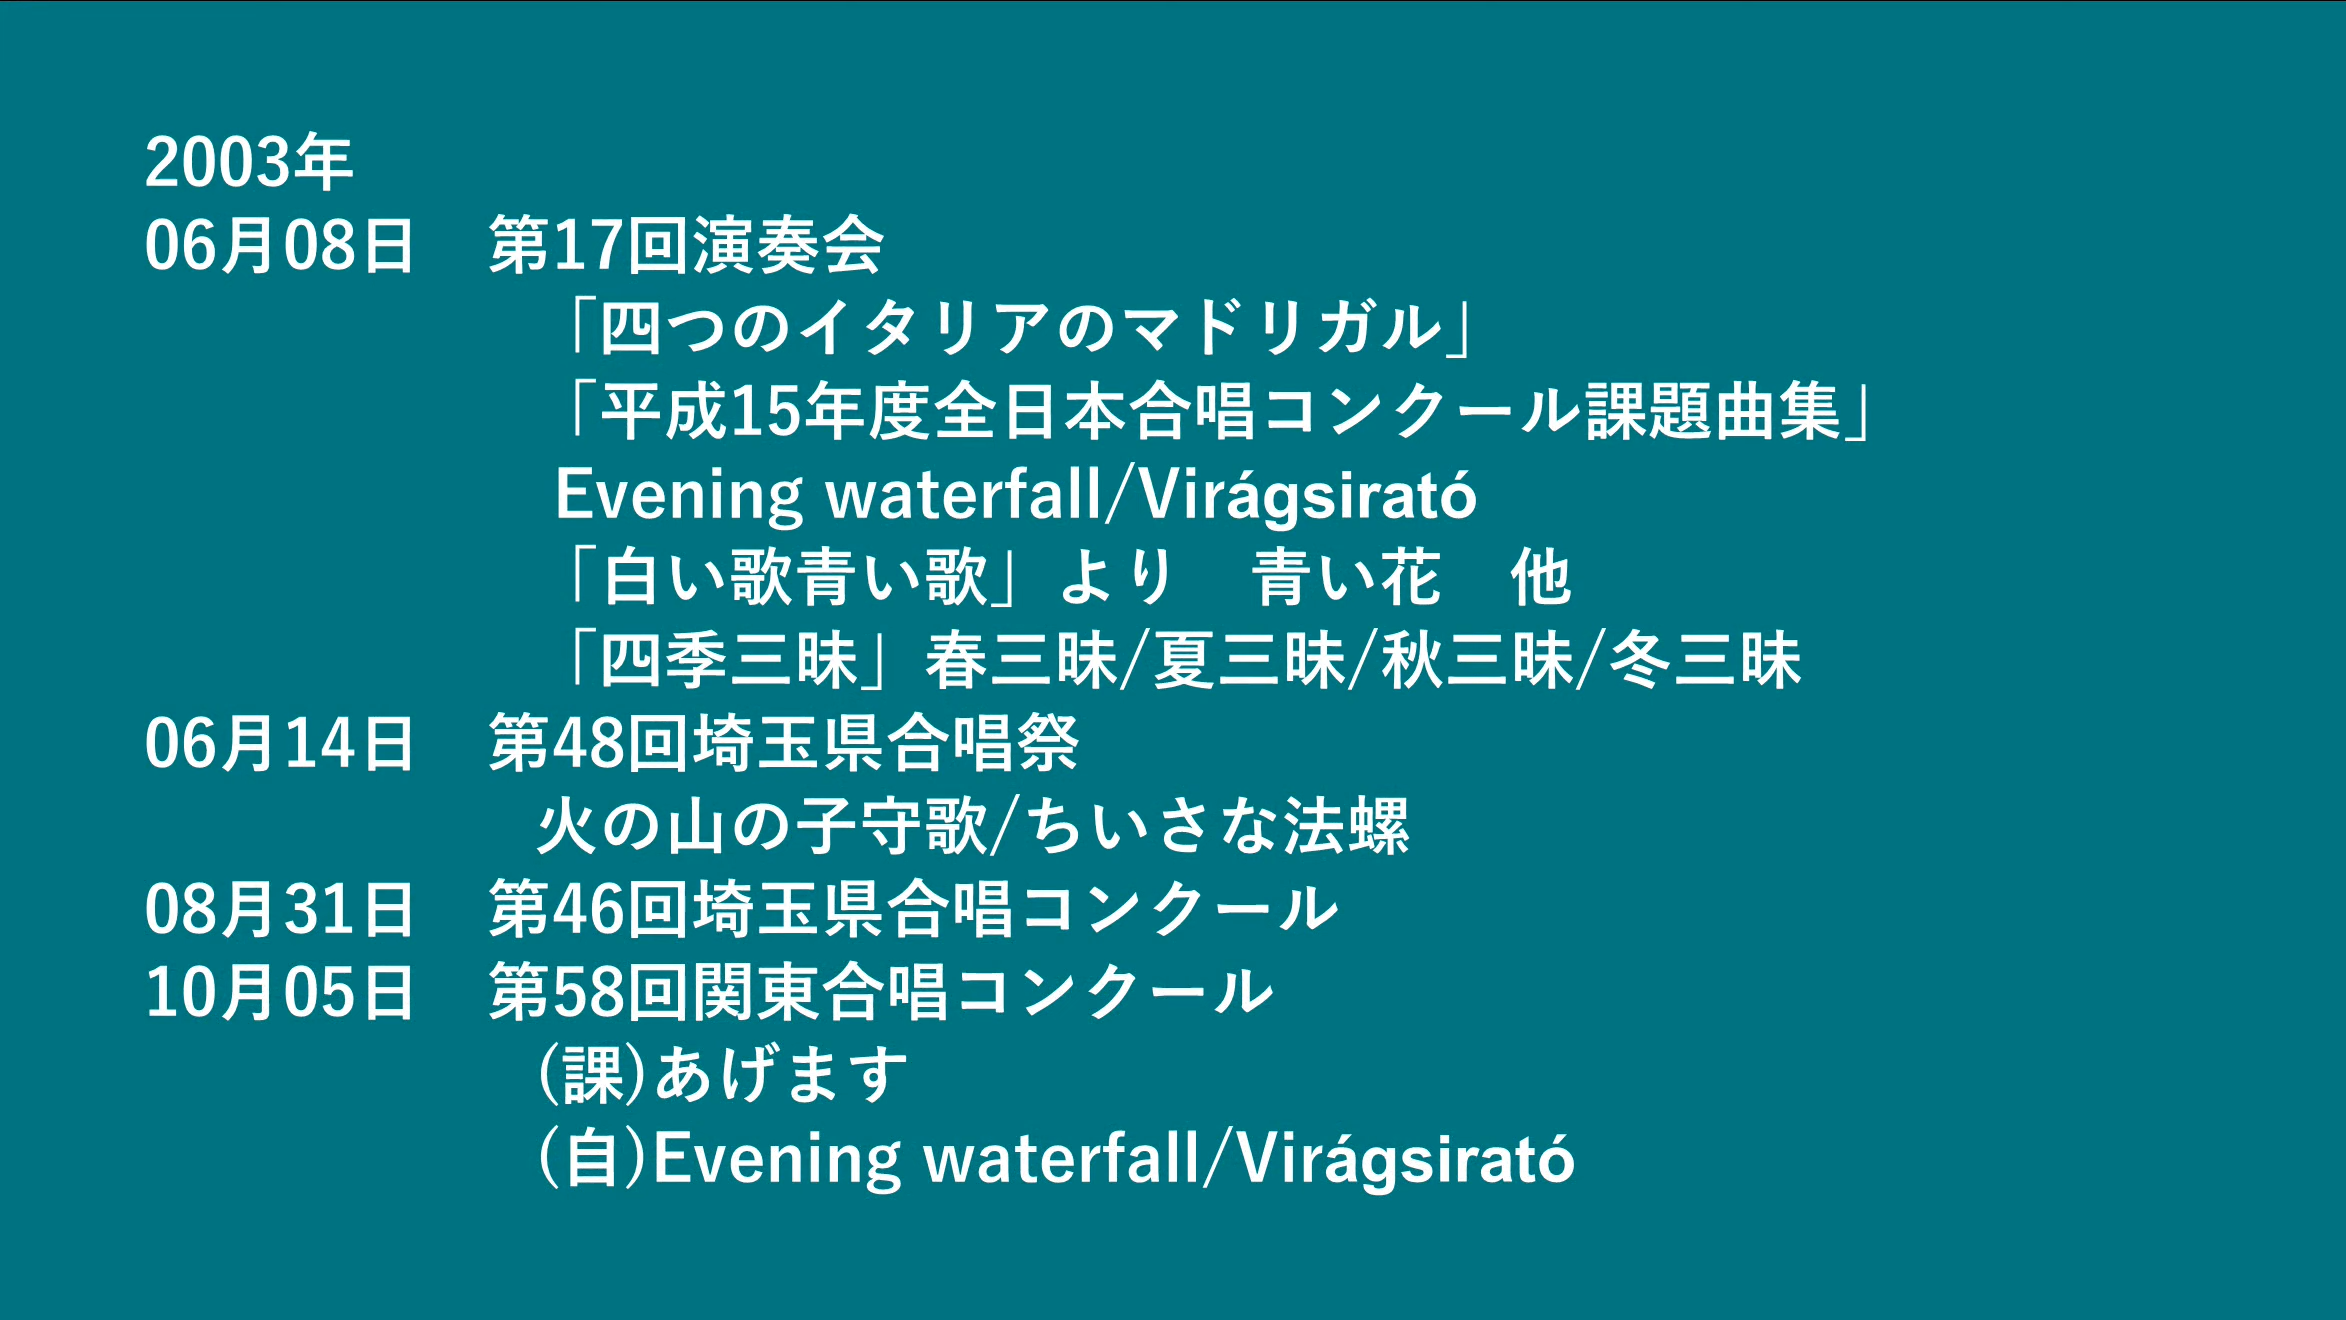 2003年
06月08日　第17回演奏会
「四つのイタリアのマドリガル」
「平成15年度全日本合唱コンクール課題曲集」
Evening waterfall/Virágsirató
「白い歌青い歌」より　青い花　他
「四季三昧」春三昧/夏三昧/秋三昧/冬三昧
06月14日　第48回埼玉県合唱祭
火の山の子守歌/ちいさな法螺
08月31日　第46回埼玉県合唱コンクール
10月05日　第58回関東合唱コンクール
(課)あげます
(自)Evening waterfall/Virágsirató